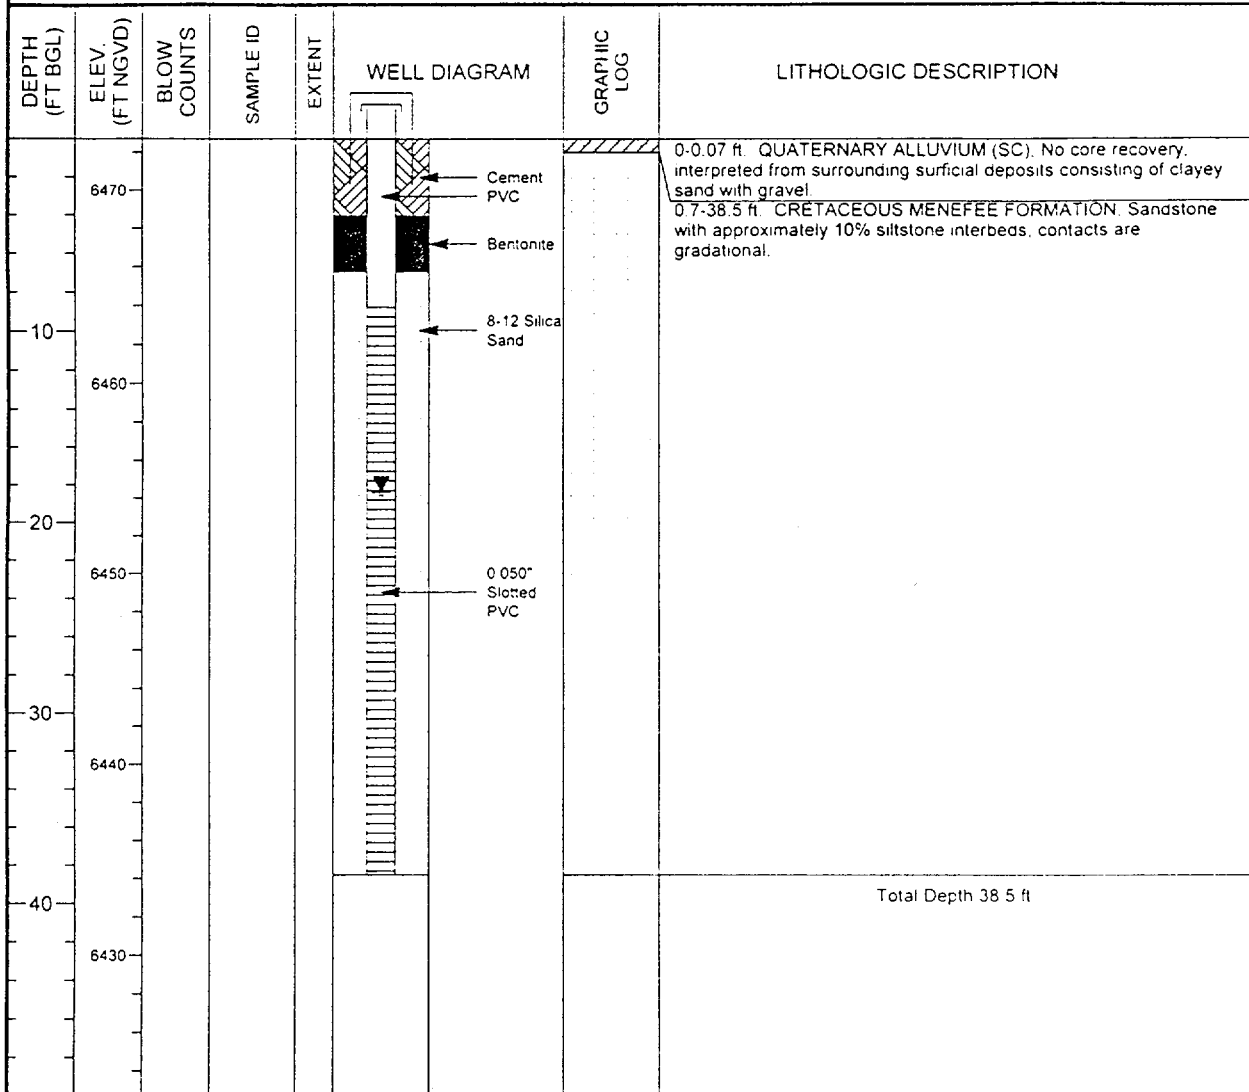 DEPTH
(FT BGL)
ELEV.
(FT NGVD)
BLOW
COUNTS
SAMPLE ID
EXTENT
WELL DIAGRAM
GRAPHIC
LOG
LITHOLOGIC DESCRIPTION
0-0.07 ft. QUATERNARY ALLUVIUM (SC). No core recovery,
interpreted from surrounding surficial deposits consisting of clayey
sand with gravel.
0.7-38.5 ft. CRETACEOUS MENEFEE FORMATION. Sandstone
with approximately 10% siltstone interbeds, contacts are
gradational.
6470
Cement
PVC
Bentonite
8-12 Silica
Sand
10
6460
20
6450
0 050"
Slotted
PVC
30
6440
Total Depth 38 5 ft
40
6430